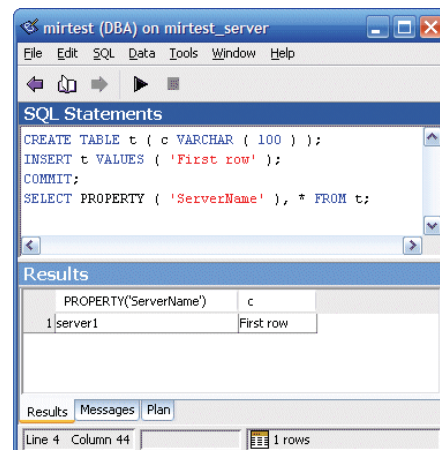 mirtest (DBA) on mirtest_server
File Edit SQL Data Tools Window Help
SQL Statements
CREATE TABLE t ( c VARCHAR ( 100 ) );
INSERT t VALUES ( 'First row' );
COMMIT;
SELECT PROPERTY ( 'ServerName' ), * FROM t;
Results
PROPERTY('ServerName') c
1 server1 First row
Results Messages Plan
Line 4 Column 44 1 rows